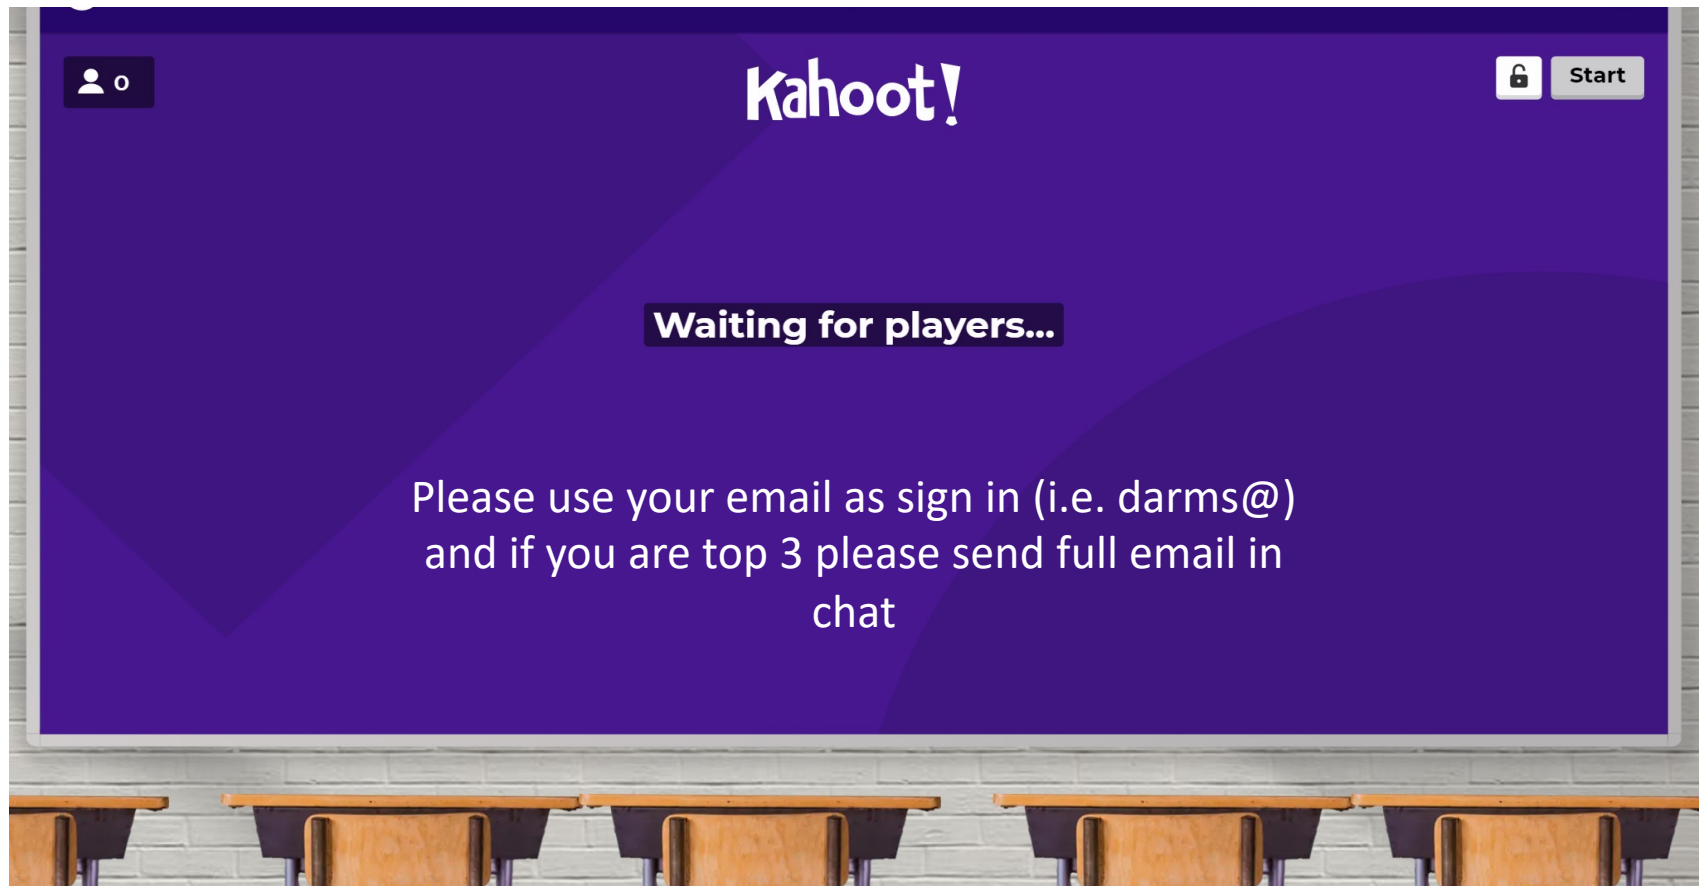 0
Kahoot!
Start
Waiting for players...
Please use your email as sign in (i.e. darms@)
and if you are top 3 please send full email in
chat